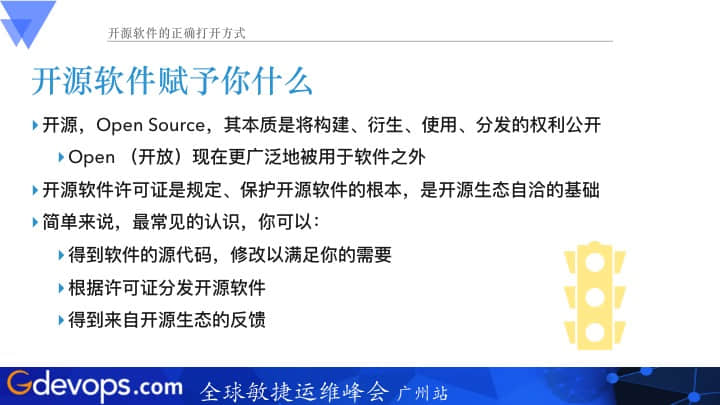 开源软件的正确打开方式
开源软件赋予你什么
开源，Open Source，其本质是将构建、衍生、使用、分发的权利公开
Open （开放）现在更广泛地被用于软件之外
开源软件许可证是规定、保护开源软件的根本，是开源生态自洽的基础
简单来说，最常见的认识，你可以：
得到软件的源代码，修改以满足你的需要
根据许可证分发开源软件
得到来自开源生态的反馈
Gdevops.com 全球敏捷运维峰会 广州站